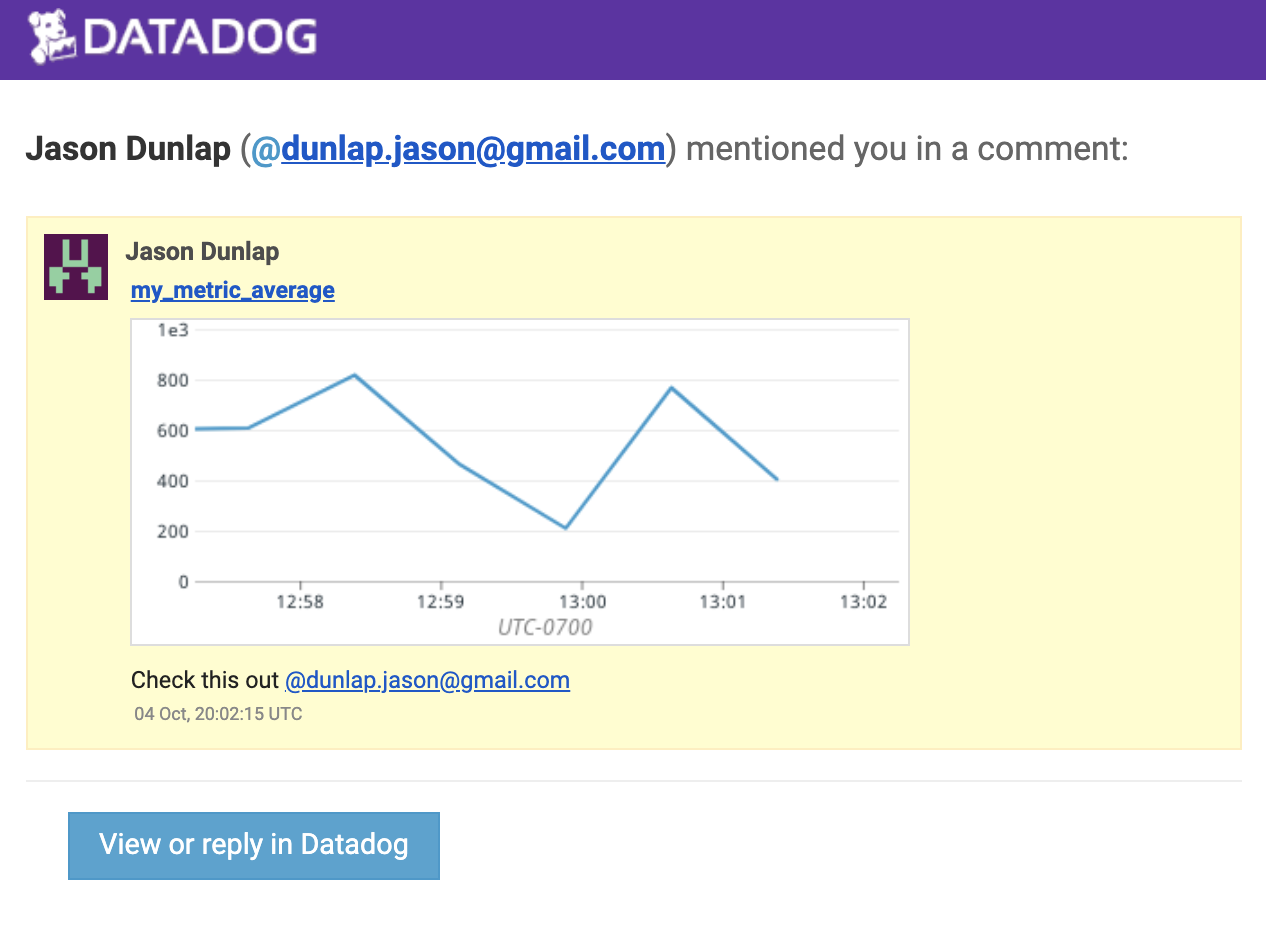 DATADOG
Jason Dunlap (@dunlap.jason@gmail.com) mentioned you in a comment:
Jason Dunlap
my_metric_average
1e3
800
600
400
200
0
12:58 12:59 13:00 13:01 13:02
UTC-0700
Check this out @dunlap.jason@gmail.com
04 Oct, 20:02:15 UTC
View or reply in Datadog